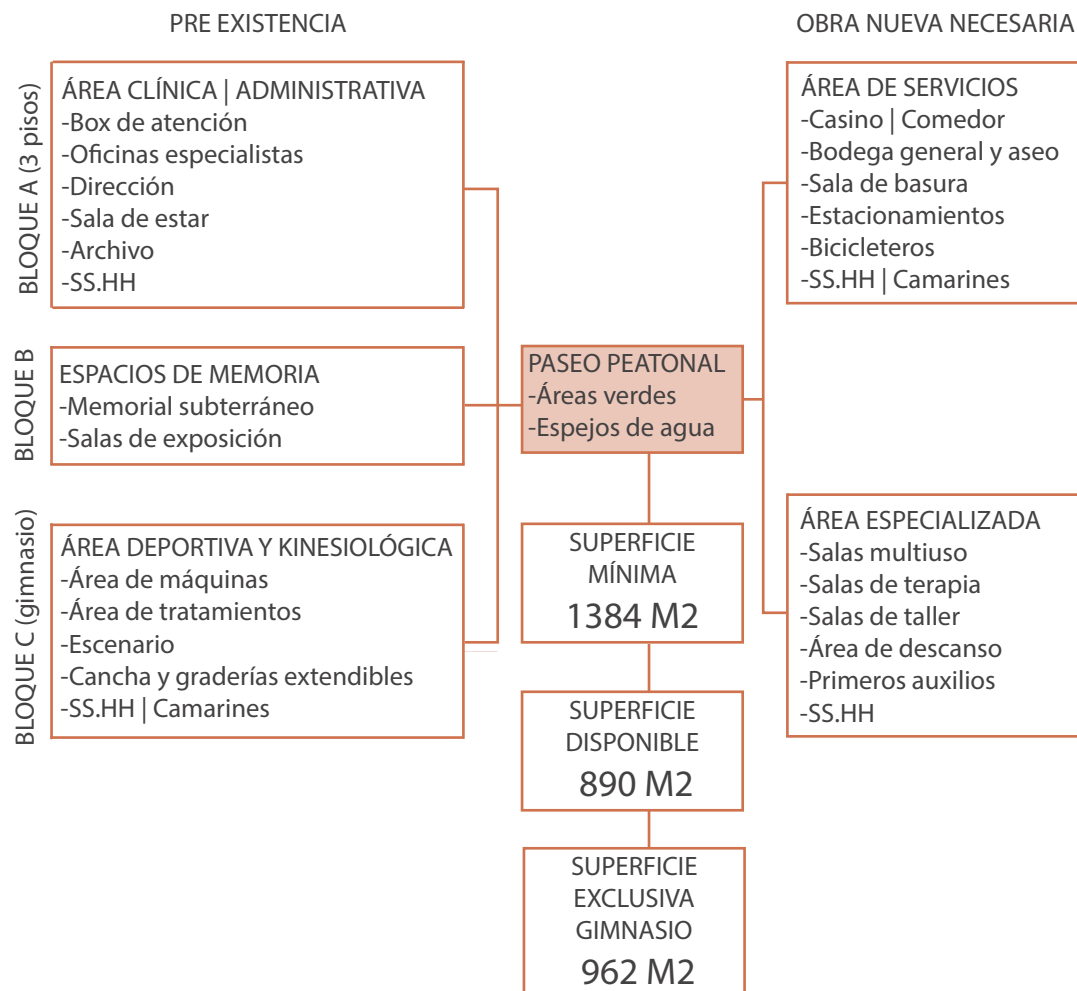 PRE EXISTENCIA
BLOQUE A (3 pisos)
ÁREA CLÍNICA | ADMINISTRATIVA
-Box de atención
-Oficinas especialistas
-Dirección
-Sala de estar
-Archivo
-SS.HH
BLOQUE B
ESPACIOS DE MEMORIA
-Memorial subterráneo
-Salas de exposición
BLOQUE C (gimnasio)
ÁREA DEPORTIVA Y KINESIOLÓGICA
-Área de máquinas
-Área de tratamientos
-Escenario
-Cancha y graderías extendibles
-SS.HH | Camarines
PASEO PEATONAL
-Áreas verdes
-Espejos de agua
SUPERFICIE
MÍNIMA
1384 M2
SUPERFICIE
DISPONIBLE
890 M2
SUPERFICIE
EXCLUSIVA
GIMNASIO
962 M2
OBRA NUEVA NECESARIA
ÁREA DE SERVICIOS
-Casino | Comedor
-Bodega general y aseo
-Sala de basura
-Estacionamientos
-Bicicleteros
-SS.HH | Camarines
ÁREA ESPECIALIZADA
-Salas multiuso
-Salas de terapia
-Salas de taller
-Área de descanso
-Primeros auxilios
-SS.HH